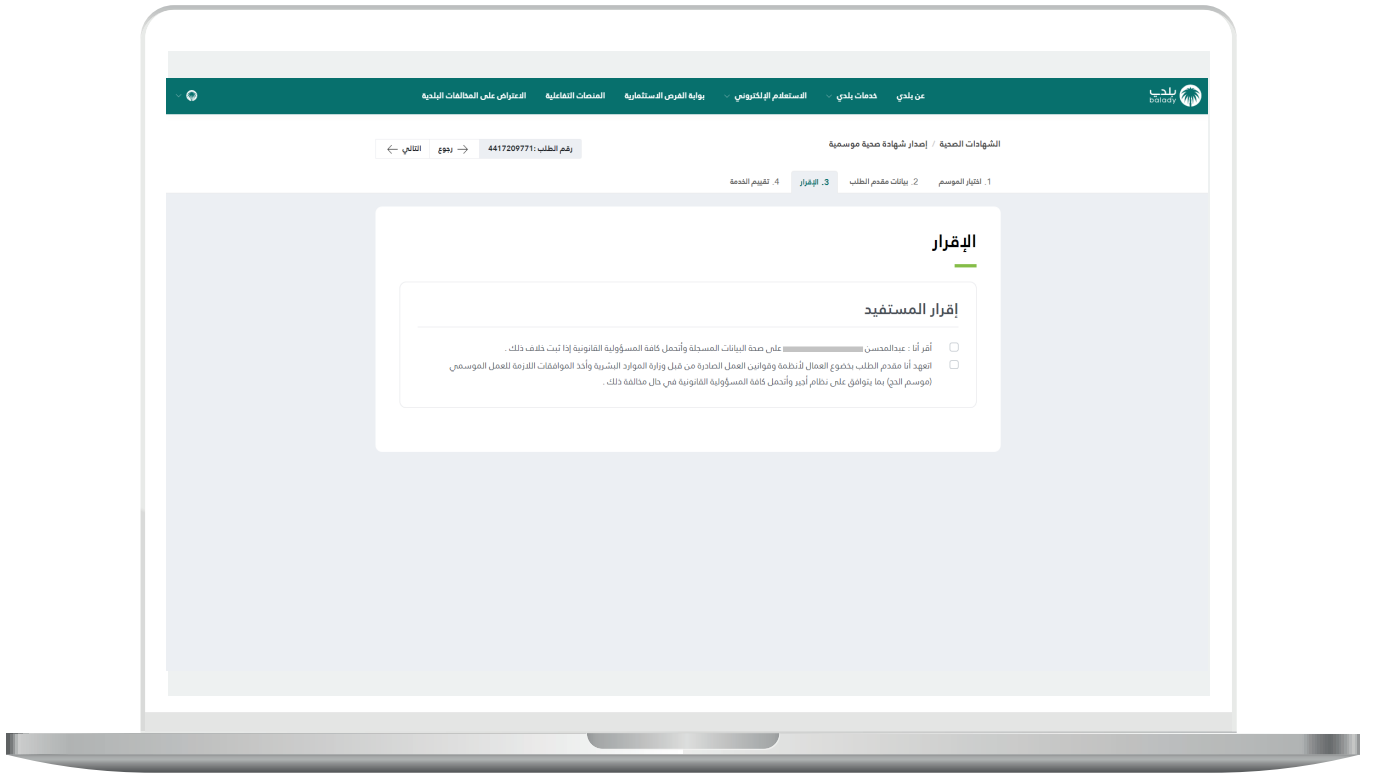 بلدي
balady
عن بلدي
خدمات بلدي
الاستعلام الإلكتروني
بوابة الفرص الاستثمارية
المنصات التفاعلية
الاعتراض على المخالفات البلدية
الشهادات الصحية / إصدار شهادة صحية موسمية
رقم الطلب :4417209771
رجوع
التالي
1. اختيار الموسم
2. بيانات مقدم الطلب
3. الإقرار
4. تقييم الخدمة
الإقرار
إقرار المستفيد
أقر أنا : عبدالمحسن على صحة البيانات المسجلة وأتحمل كافة المسؤولية القانونية إذا ثبت خلاف ذلك .
اتعهد أنا مقدم الطلب بخضوع العمال لأنظمة وقوانين العمل الصادرة من قبل وزارة الموارد البشرية وأخذ الموافقات اللازمة للعمل الموسمي
(موسم الحج) بما يتوافق على نظام أجير وأتحمل كافة المسؤولية القانونية في حال مخالفة ذلك .